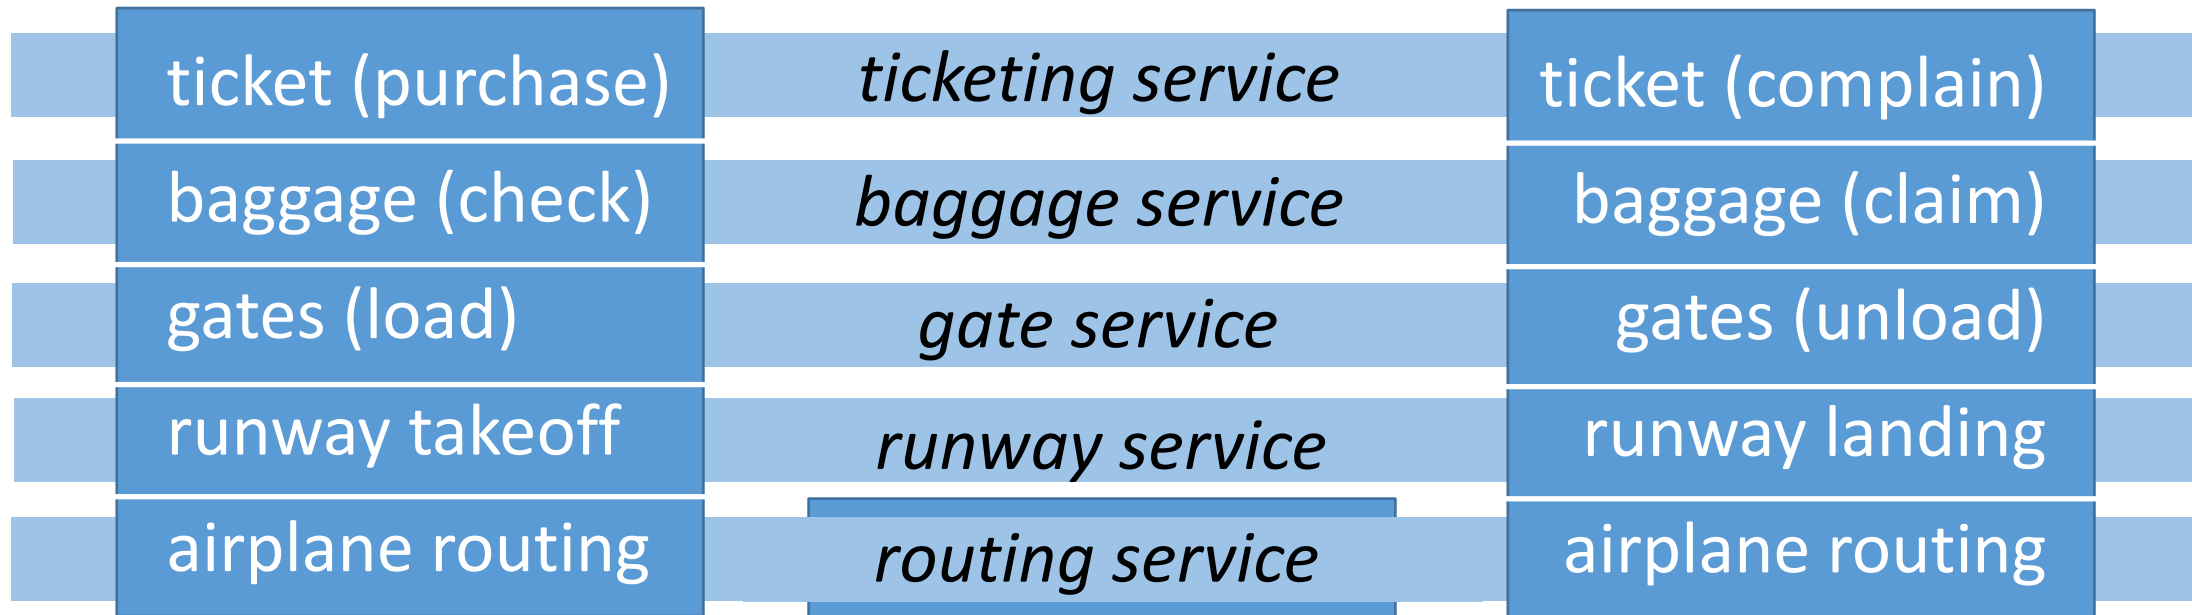 ticket (purchase) ticketing service ticket (complain)
baggage (check) baggage service baggage (claim)
gates (load) gate service gates (unload)
runway takeoff runway service runway landing
airplane routing routing service airplane routing